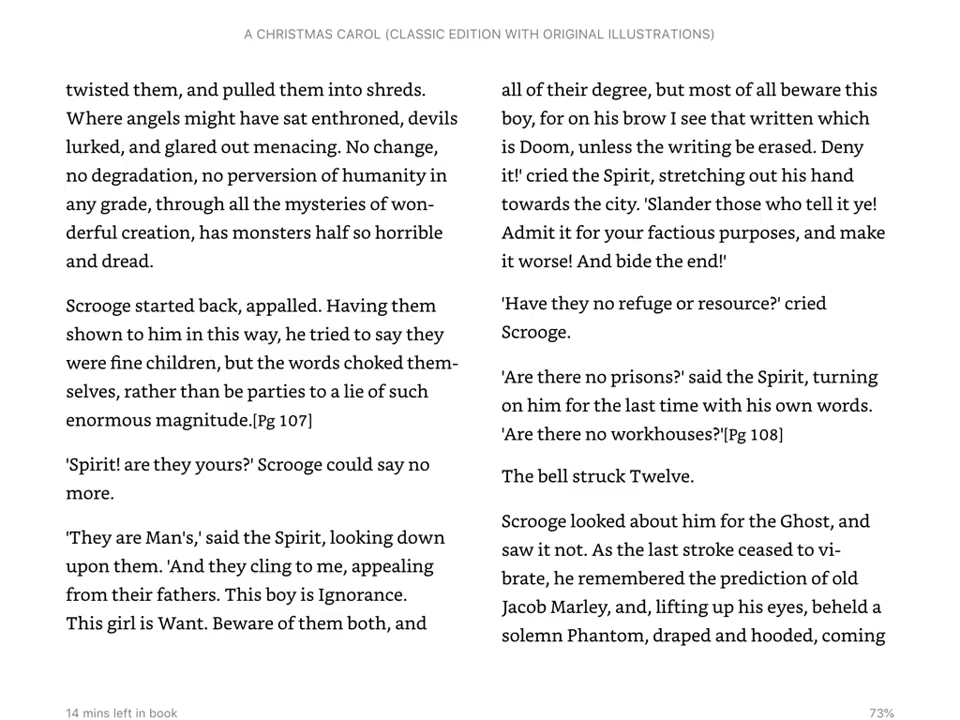 A CHRISTMAS CAROL (CLASSIC EDITION WITH ORIGINAL ILLUSTRATIONS)
twisted them, and pulled them into shreds.
Where angels might have sat enthroned, devils
lurked, and glared out menacing. No change,
no degradation, no perversion of humanity in
any grade, through all the mysteries of won-
derful creation, has monsters half so horrible
and dread.
Scrooge started back, appalled. Having them
shown to him in this way, he tried to say they
were fine children, but the words choked them-
selves, rather than be parties to a lie of such
enormous magnitude.[Pg 107]
'Spirit! are they yours?' Scrooge could say no
more.
'They are Man's,' said the Spirit, looking down
upon them. 'And they cling to me, appealing
from their fathers. This boy is Ignorance.
This girl is Want. Beware of them both, and
all of their degree, but most of all beware this
boy, for on his brow I see that written which
is Doom, unless the writing be erased. Deny
it!' cried the Spirit, stretching out his hand
towards the city. 'Slander those who tell it ye!
Admit it for your factious purposes, and make
it worse! And bide the end!'
'Have they no refuge or resource?' cried
Scrooge.
'Are there no prisons?' said the Spirit, turning
on him for the last time with his own words.
'Are there no workhouses?'[Pg 108]
The bell struck Twelve.
Scrooge looked about him for the Ghost, and
saw it not. As the last stroke ceased to vi-
brate, he remembered the prediction of old
Jacob Marley, and, lifting up his eyes, beheld a
solemn Phantom, draped and hooded, coming
14 mins left in book
73%